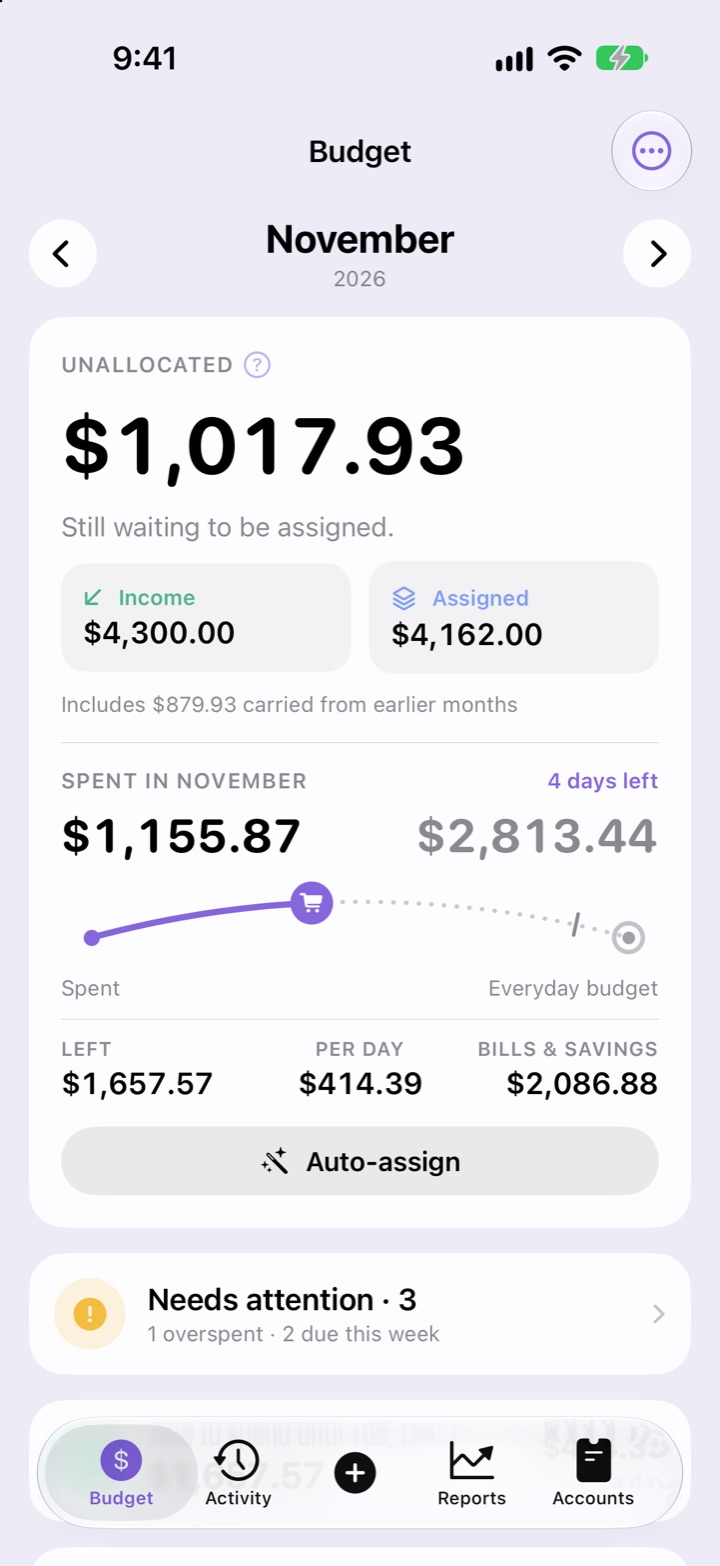 9:41
Budget
November
2026
UNALLOCATED ?
$1,017.93
Still waiting to be assigned.
Income
$4,300.00
Assigned
$4,162.00
Includes $879.93 carried from earlier months
SPENT IN NOVEMBER
4 days left
$1,155.87
$2,813.44
Spent
Everyday budget
LEFT
$1,657.57
PER DAY
$414.39
BILLS & SAVINGS
$2,086.88
Auto-assign
Needs attention · 3
1 overspent · 2 due this week
$1,657.57
Budget
Activity
Reports
Accounts